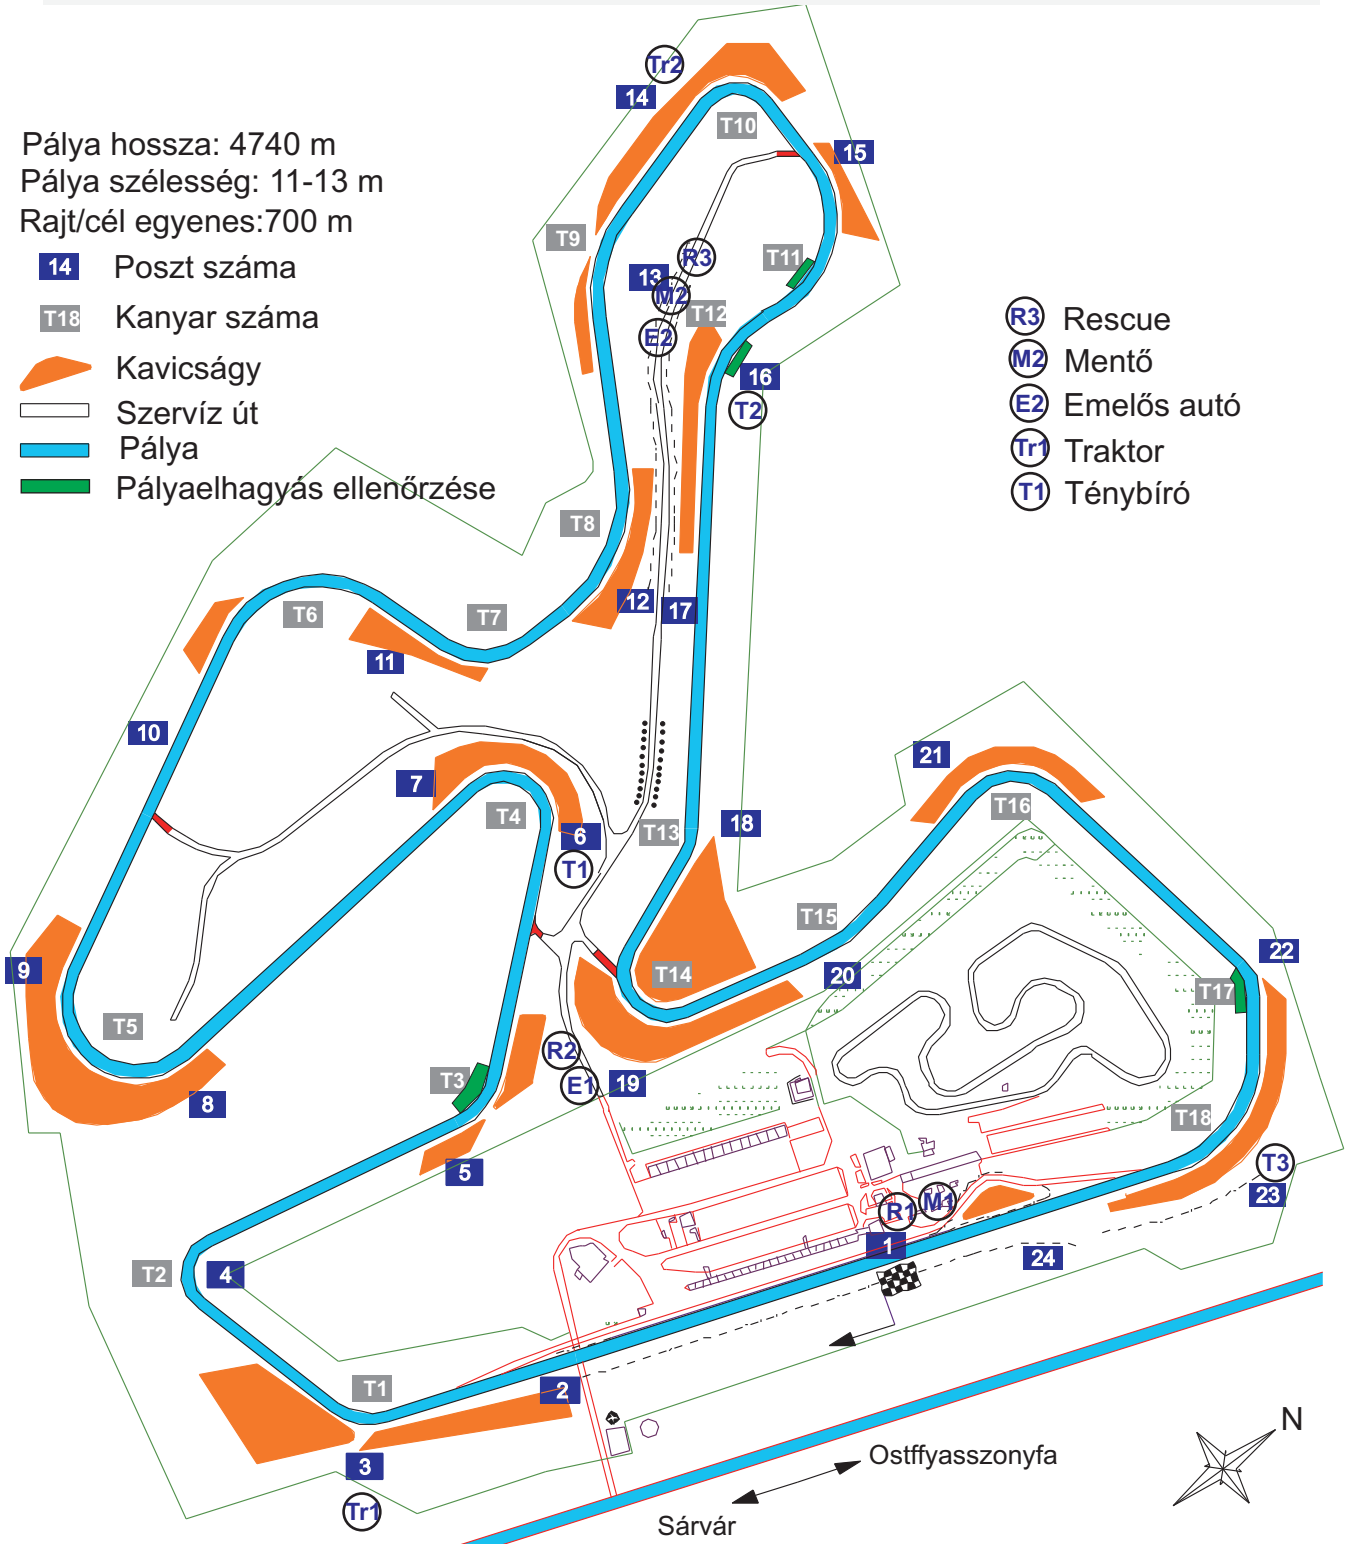 Pálya hossza: 4740 m
Pálya szélesség: 11-13 m
Rajt/cél egyenes:700 m
14 Poszt száma
T18 Kanyar száma
Kavicságy
Szervíz út
Pálya
Pályaelhagyás ellenőrzése
R3 Rescue
M2 Mentő
E2 Emelős autó
Tr1 Traktor
T1 Ténybíró
Tr2
14
T10
15
T9
R3
T11
13
M2
T12
E2
16
T2
T8
12
17
T6
T7
11
10
7
T4
6
T1
T13
18
21
T16
T15
9
T5
T14
20
22
T17
R2
T3
E1
19
8
T18
5
T3
23
M1
R1
1
24
T2
4
T1
2
3
Tr1
N
Ostffyasszonyfa
Sárvár